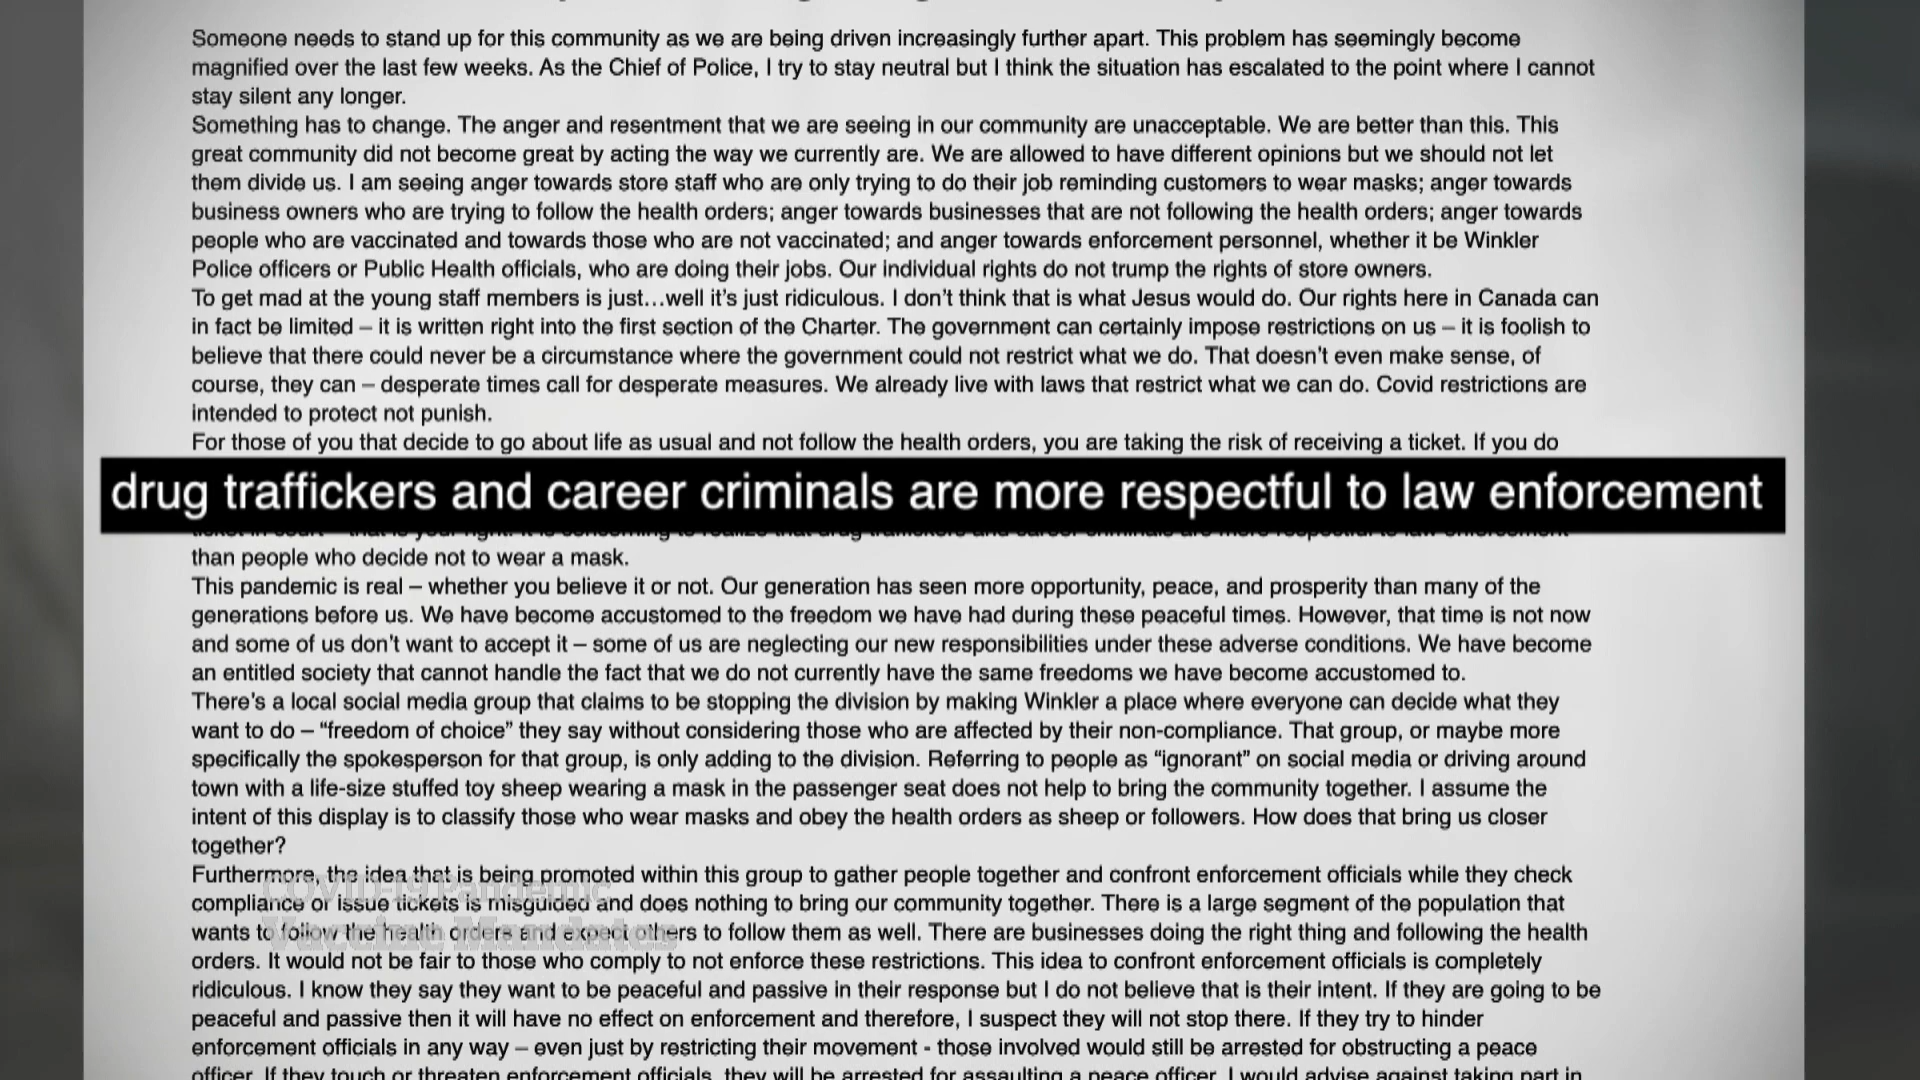 Someone needs to stand up for this community as we are being driven increasingly further apart. This problem has seemingly become
magnified over the last few weeks. As the Chief of Police, I try to stay neutral but I think the situation has escalated to the point where I cannot
stay silent any longer.
Something has to change. The anger and resentment that we are seeing in our community are unacceptable. We are better than this. This
great community did not become great by acting the way we currently are. We are allowed to have different opinions but we should not let
them divide us. I am seeing anger towards store staff who are only trying to do their job reminding customers to wear masks; anger towards
business owners who are trying to follow the health orders; anger towards businesses that are not following the health orders; anger towards
people who are vaccinated and towards those who are not vaccinated; and anger towards enforcement personnel, whether it be Winkler
Police officers or Public Health officials, who are doing their jobs. Our individual rights do not trump the rights of store owners.
To get mad at the young staff members is just…well it’s just ridiculous. I don’t think that is what Jesus would do. Our rights here in Canada can
in fact be limited – it is written right into the first section of the Charter. The government can certainly impose restrictions on us – it is foolish to
believe that there could never be a circumstance where the government could not restrict what we do. That doesn’t even make sense, of
course, they can – desperate times call for desperate measures. We already live with laws that restrict what we can do. Covid restrictions are
intended to protect not punish.
For those of you that decide to go about life as usual and not follow the health orders, you are taking the risk of receiving a ticket. If you do
drug traffickers and career criminals are more respectful to law enforcement
than people who decide not to wear a mask.
This pandemic is real – whether you believe it or not. Our generation has seen more opportunity, peace, and prosperity than many of the
generations before us. We have become accustomed to the freedom we have had during these peaceful times. However, that time is not now
and some of us don’t want to accept it – some of us are neglecting our new responsibilities under these adverse conditions. We have become
an entitled society that cannot handle the fact that we do not currently have the same freedoms we have become accustomed to.
There’s a local social media group that claims to be stopping the division by making Winkler a place where everyone can decide what they
want to do – “freedom of choice” they say without considering those who are affected by their non-compliance. That group, or maybe more
specifically the spokesperson for that group, is only adding to the division. Referring to people as “ignorant” on social media or driving around
town with a life-size stuffed toy sheep wearing a mask in the passenger seat does not help to bring the community together. I assume the
intent of this display is to classify those who wear masks and obey the health orders as sheep or followers. How does that bring us closer
together?
Furthermore, the idea that is being promoted within this group to gather people together and confront enforcement officials while they check
COVID-19 Pandemic
compliance or issue tickets is misguided and does nothing to bring our community together. There is a large segment of the population that
Vaccine Mandates
wants to follow the health orders and expect others to follow them as well. There are businesses doing the right thing and following the health
orders. It would not be fair to those who comply to not enforce these restrictions. This idea to confront enforcement officials is completely
ridiculous. I know they say they want to be peaceful and passive in their response but I do not believe that is their intent. If they are going to be
peaceful and passive then it will have no effect on enforcement and therefore, I suspect they will not stop there. If they try to hinder
enforcement officials in any way – even just by restricting their movement - those involved would still be arrested for obstructing a peace
officer. If they touch or threaten enforcement officials, they will be arrested for assaulting a peace officer. I would advise against taking part in